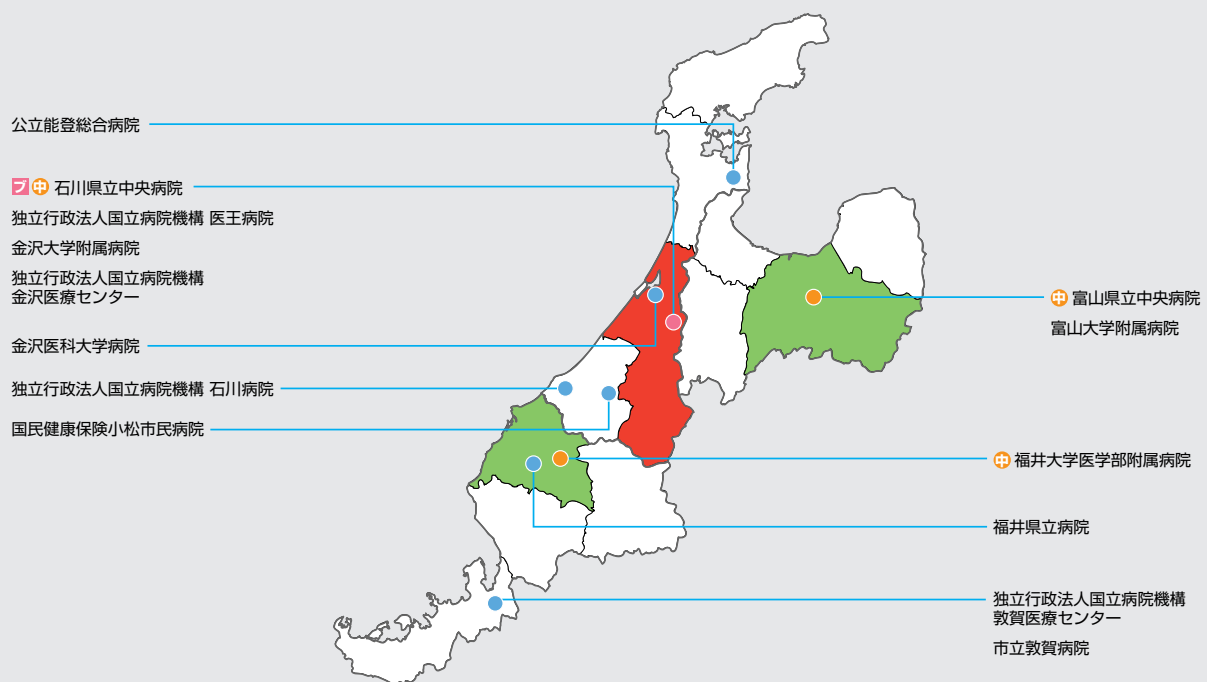 公立能登総合病院
ブ 中 石川県立中央病院
独立行政法人国立病院機構 医王病院
金沢大学附属病院
独立行政法人国立病院機構
金沢医療センター
金沢医科大学病院
独立行政法人国立病院機構 石川病院
国民健康保険小松市民病院
中 富山県立中央病院
富山大学附属病院
中 福井大学医学部附属病院
福井県立病院
独立行政法人国立病院機構
敦賀医療センター
市立敦賀病院